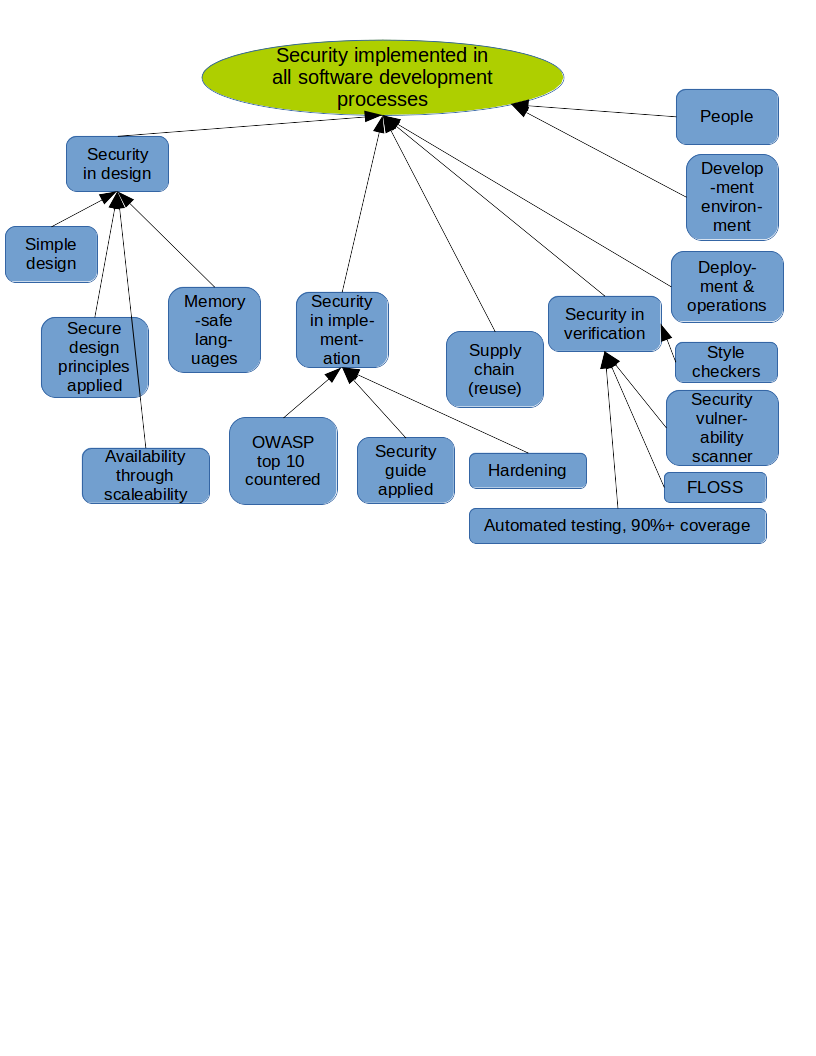 Security implemented in
all software development
processes
People
Security
in design
Develop
-ment
environ-
ment
Simple
design
Deploy-
ment &
operations
Memory
-safe
lang-
uages
Security
in imple-
ment-
ation
Security in
verification
Secure
design
principles
applied
Supply
chain
(reuse)
Style
checkers
Security
vulner-
ability
scanner
OWASP
top 10
countered
Security
guide
applied
Availability
through
scaleability
Hardening
FLOSS
Automated testing, 90%+ coverage